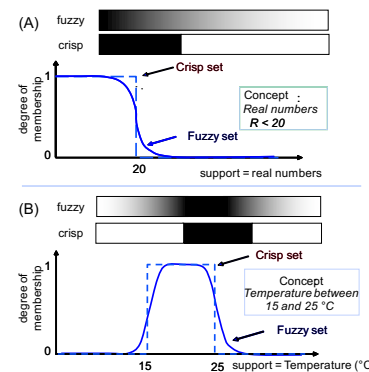 (A)
fuzzy
crisp
Crisp set
1
degree of
membership
Concept :
Real numbers
R < 20
Fuzzy set
0
20
support = real numbers
(B)
fuzzy
crisp
Crisp set
1
degree of
membership
Concept
Temperature between
15 and 25 °C
Fuzzy set
0
15
25
support = Temperature (°C